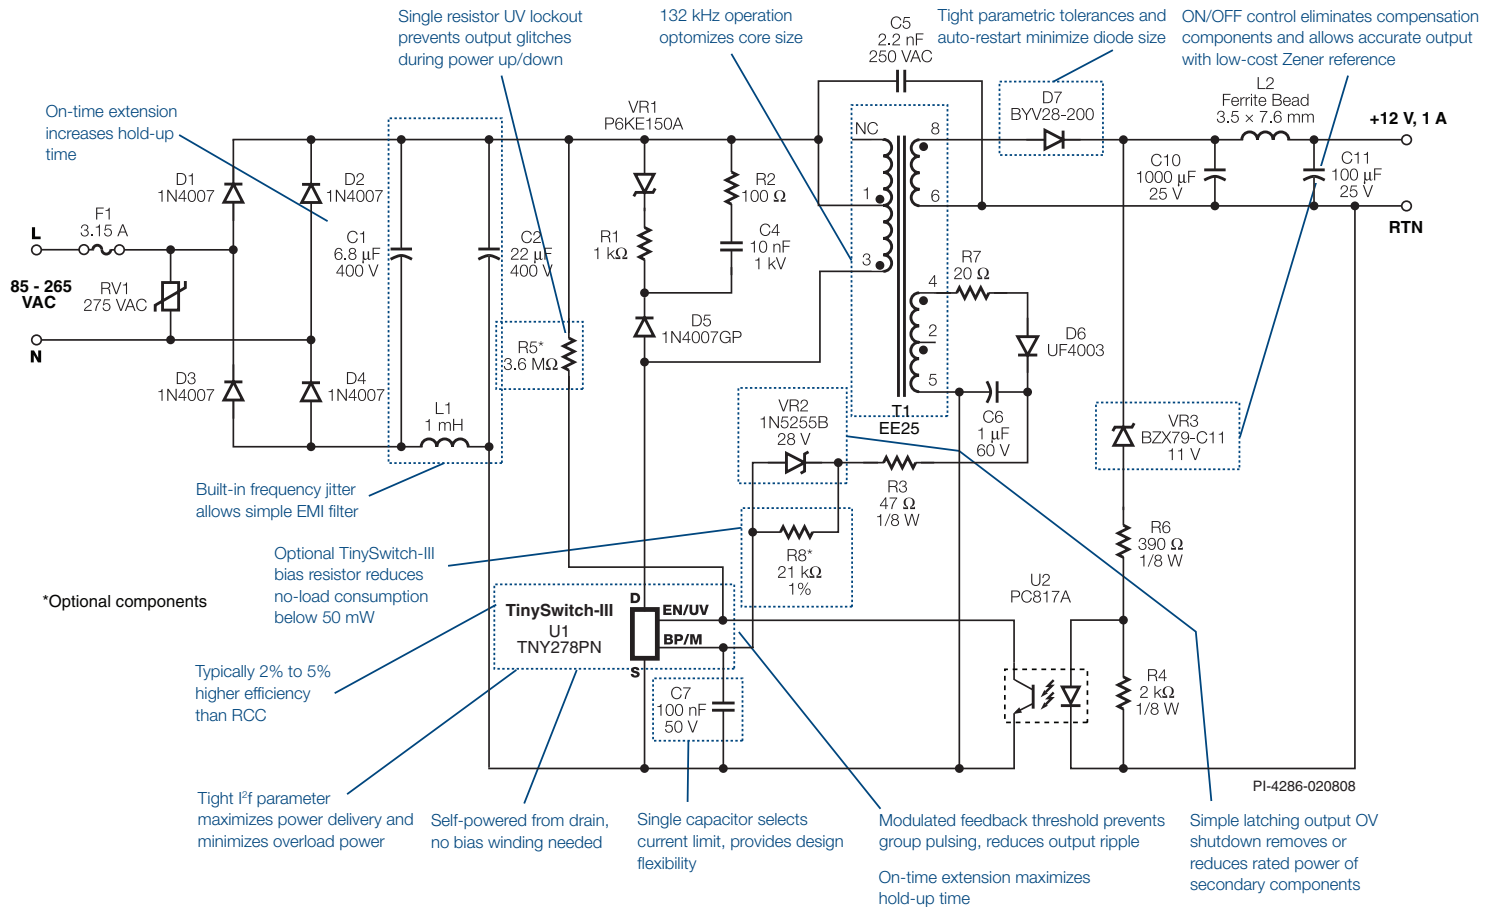 Single resistor UV lockout
prevents output glitches
during power up/down
132 kHz operation
optomizes core size
C5
2.2 nF
250 VAC
Tight parametric tolerances and
auto-restart minimize diode size
ON/OFF control eliminates compensation
components and allows accurate output
with low-cost Zener reference
On-time extension
increases hold-up
time
VR1
P6KE150A
D7
BYV28-200
L2
Ferrite Bead
3.5 × 7.6 mm
+12 V, 1 A
NC
8
1
6
3
4
2
5
D1
1N4007
D2
1N4007
R2
100 Ω
C10
1000 µF
25 V
C11
100 µF
25 V
RTN
F1
3.15 A
L
C1
6.8 µF
400 V
C2
22 µF
400 V
R1
1 kΩ
C4
10 nF
1 kV
R7
20 Ω
85 - 265
VAC
RV1
275 VAC
N
R5*
3.6 MΩ
D5
1N4007GP
D6
UF4003
D3
1N4007
D4
1N4007
L1
1 mH
VR2
1N5255B
28 V
T1
EE25
C6
1 µF
60 V
VR3
BZX79-C11
11 V
Built-in frequency jitter
allows simple EMI filter
R3
47 Ω
1/8 W
R6
390 Ω
1/8 W
Optional TinySwitch-III
bias resistor reduces
no-load consumption
below 50 mW
R8*
21 kΩ
1%
U2
PC817A
*Optional components
TinySwitch-III
U1
TNY278PN
D
EN/UV
BP/M
S
Typically 2% to 5%
higher efficiency
than RCC
C7
100 nF
50 V
R4
2 kΩ
1/8 W
PI-4286-020808
Tight I²f parameter
maximizes power delivery and
minimizes overload power
Self-powered from drain,
no bias winding needed
Single capacitor selects
current limit, provides design
flexibility
Modulated feedback threshold prevents
group pulsing, reduces output ripple
On-time extension maximizes
hold-up time
Simple latching output OV
shutdown removes or
reduces rated power of
secondary components